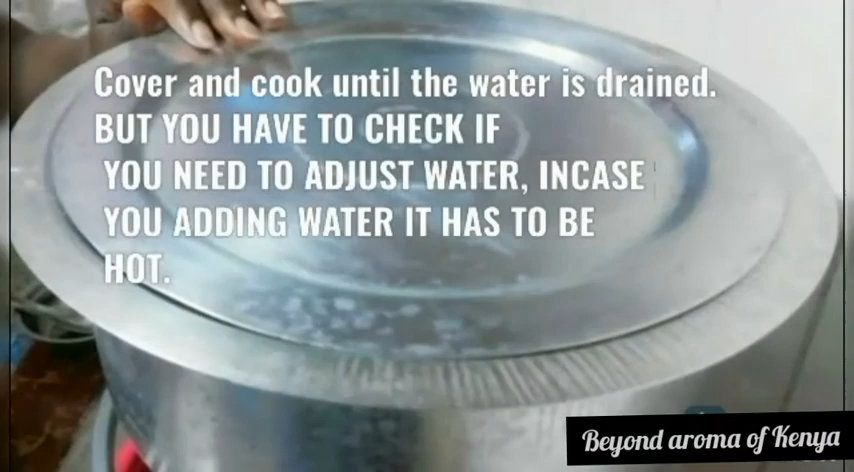 Cover and cook until the water is drained.
BUT YOU HAVE TO CHECK IF
YOU NEED TO ADJUST WATER, INCASE
YOU ADDING WATER IT HAS TO BE
HOT.
Beyond aroma of Kenya